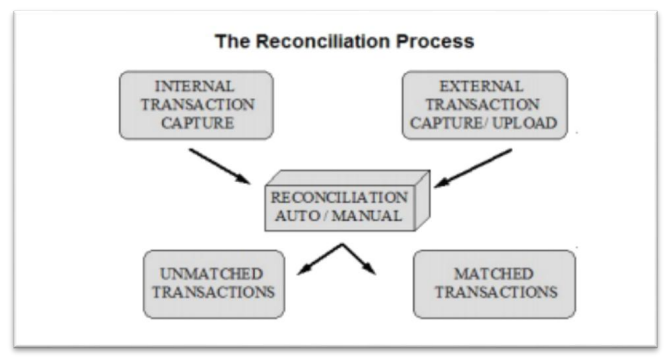 The Reconciliation Process
INTERNAL
TRANSACTION
CAPTURE
EXTERNAL
TRANSACTION
CAPTURE/ UPLOAD
RECONCILIATION
AUTO / MANUAL
UNMATCHED
TRANSACTIONS
MATCHED
TRANSACTIONS